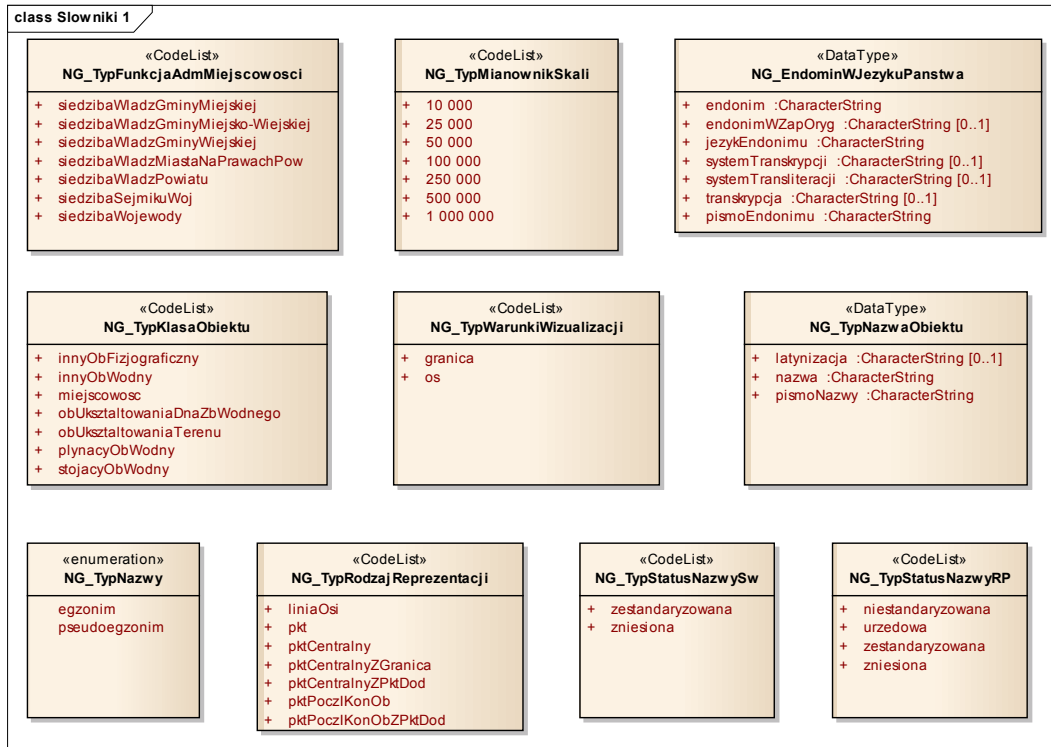 class Slowniki 1
«CodeList»
NG_TypFunkcjaAdmMiejscowosci
+ siedzibaWladzGminyMiejskiej
+ siedzibaWladzGminyMiejsko-Wiejskiej
+ siedzibaWladzGminyWiejskiej
+ siedzibaWladzMiastaNaPrawachPow
+ siedzibaWladzPowiatu
+ siedzibaSejmikuWoj
+ siedzibaWojewody
«CodeList»
NG_TypMianownikSkali
+ 10 000
+ 25 000
+ 50 000
+ 100 000
+ 250 000
+ 500 000
+ 1 000 000
«DataType»
NG_EndominWJezykuPanstwa
+ endonim :CharacterString
+ endonimWZapOryg :CharacterString [0..1]
+ jezykEndonimu :CharacterString
+ systemTranskrypcji :CharacterString [0..1]
+ systemTransliteracji :CharacterString [0..1]
+ transkrypcja :CharacterString [0..1]
+ pismoEndonimu :CharacterString
«CodeList»
NG_TypKlasaObiektu
+ innyObFizjograficzny
+ innyObWodny
+ miejscowosc
+ obUksztaltowaniaDnaZbWodnego
+ obUksztaltowaniaTerenu
+ plynacyObWodny
+ stojacyObWodny
«CodeList»
NG_TypWarunkiWizualizacji
+ granica
+ os
«DataType»
NG_TypNazwaObiektu
+ latynizacja :CharacterString [0..1]
+ nazwa :CharacterString
+ pismoNazwy :CharacterString
«enumeration»
NG_TypNazwy
egzonim
pseudoegzonim
«CodeList»
NG_TypRodzajReprezentacji
+ liniaOsi
+ pkt
+ pktCentralny
+ pktCentralnyZGranica
+ pktCentralnyZPktDod
+ pktPoczIKonOb
+ pktPoczIKonObZPktDod
«CodeList»
NG_TypStatusNazwySw
+ zestandaryzowana
+ zniesiona
«CodeList»
NG_TypStatusNazwyRP
+ niestandaryzowana
+ urzedowa
+ zestandaryzowana
+ zniesiona